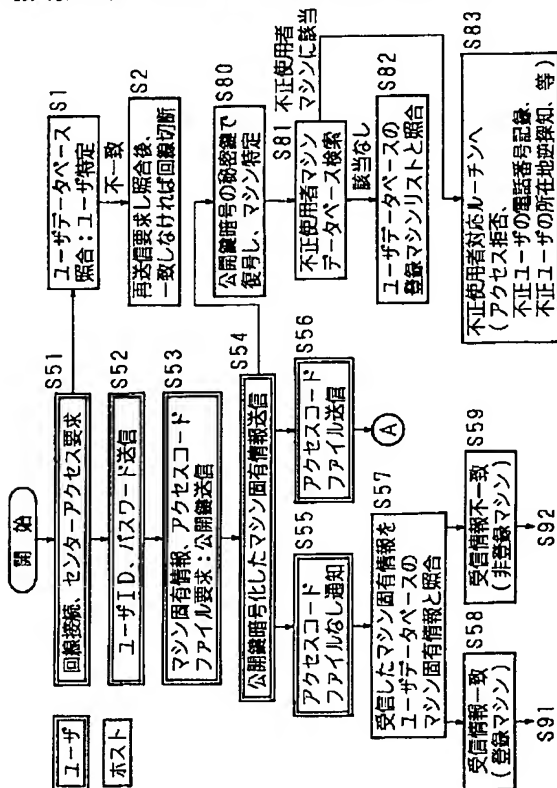 開始
ユーザ
ホスト
S51
回線接続、センターアクセス要求
S52
ユーザID、パスワード送信
S53
マシン固有情報、アクセスコード
ファイル要求:公開鍵送信
S54
公開鍵暗号化したマシン固有情報送信
S55
アクセスコード
ファイルなし通知
S56
アクセスコード
ファイル送信
A
S57
受信したマシン固有情報を
ユーザデータベースの
マシン固有情報と照合
S58
受信情報一致
(登録マシン)
S91
S59
受信情報不一致
(非登録マシン)
S92
S1
ユーザデータベース
照合:ユーザ特定
不一致
S2
再送信要求し照合後、
一致しなければ回線切断
S80
公開鍵暗号の秘密鍵で
復号し、マシン特定
S81
不正使用者マシン
データベース検索
不正使用者
マシンに該当
該当なし
S82
ユーザデータベースの
登録マシンリストと照合
S83
不正使用者対応ルーチンへ
(アクセス拒否、
不正ユーザの電話番号記録、
不正ユーザの所在地逆探知、等)